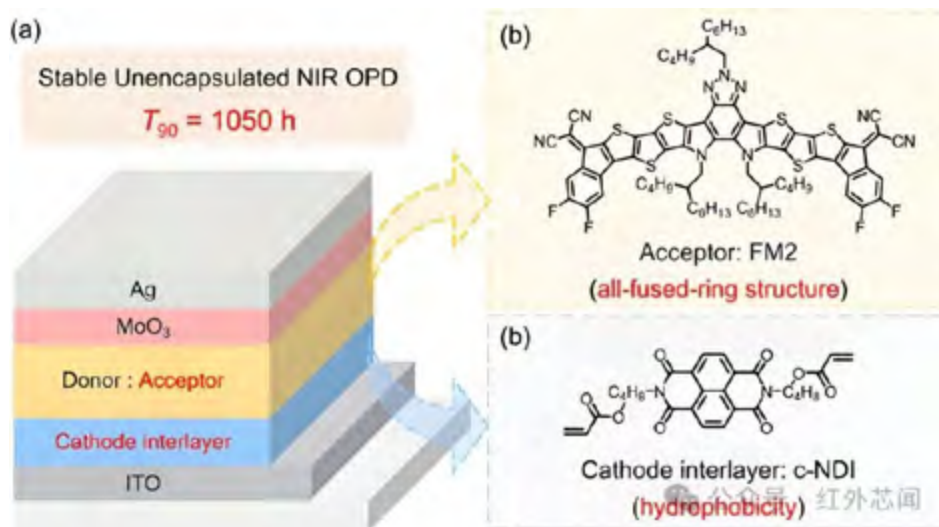 (a)
Stable Unencapsulated NIR OPD
T₉₀ = 1050 h
Ag
MoO₃
Donor : Acceptor
Cathode interlayer
ITO
(b)
C₆H₁₃
C₄H₉
N
N
N
CN
NC
S
S
S
S
S
S
NC
CN
N
N
C₄H₉
C₄H₉
C₆H₁₃
C₆H₁₃
F
F
F
F
Acceptor: FM2
(all-fused-ring structure)
(b)
O
O
O
O
C₄H₈
N
N
C₄H₈
O
O
O
O
Cathode interlayer: c-NDI
(hydrophobicity)
公众号 · 红外芯闻